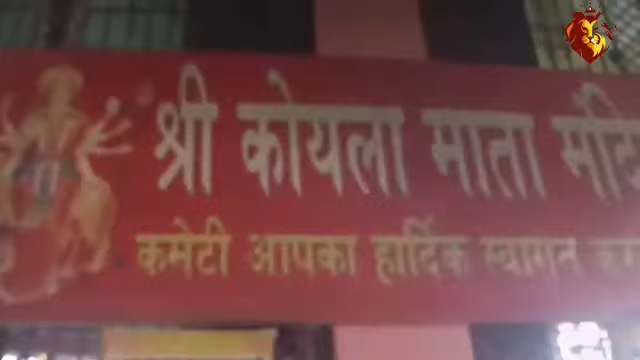 श्री कोयला माता मंदि
कमेटी आपका हार्दिक स्वागत